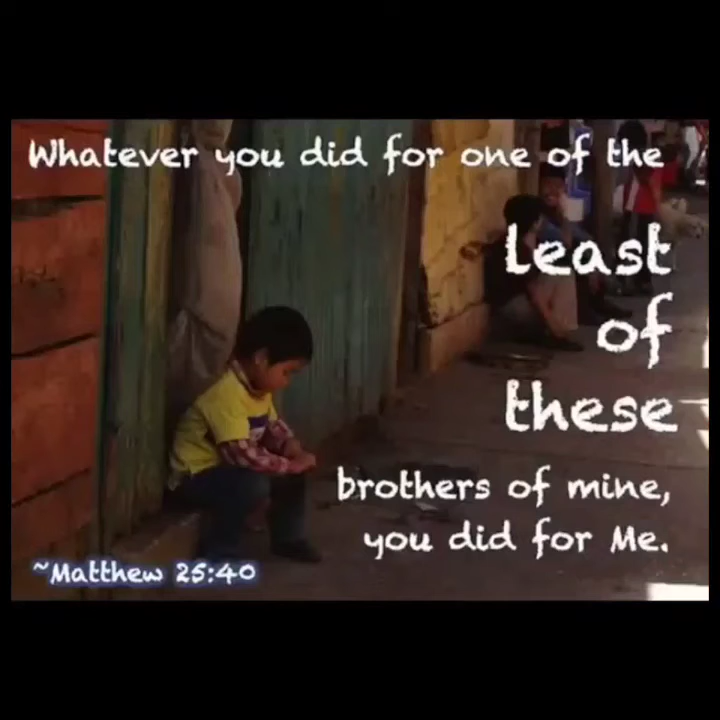 Whatever you did for one of the
least
of
these
brothers of mine,
you did for Me.
~Matthew 25:40